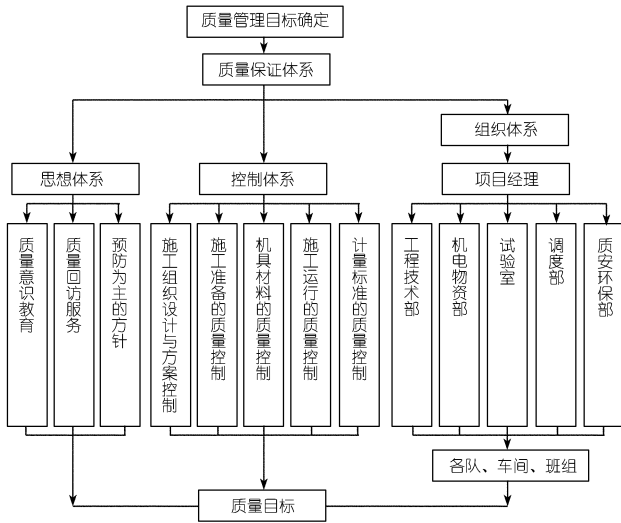 质量管理目标确定
质量保证体系
组织体系
思想体系
控制体系
项目经理
质量意识教育
质量回访服务
预防为主的方针
施工组织设计与方案控制
施工准备的质量控制
机具材料的质量控制
施工运行的质量控制
计量标准的质量控制
工程技术部
机电物资部
试验室
调度部
质安环保部
各队、车间、班组
质量目标